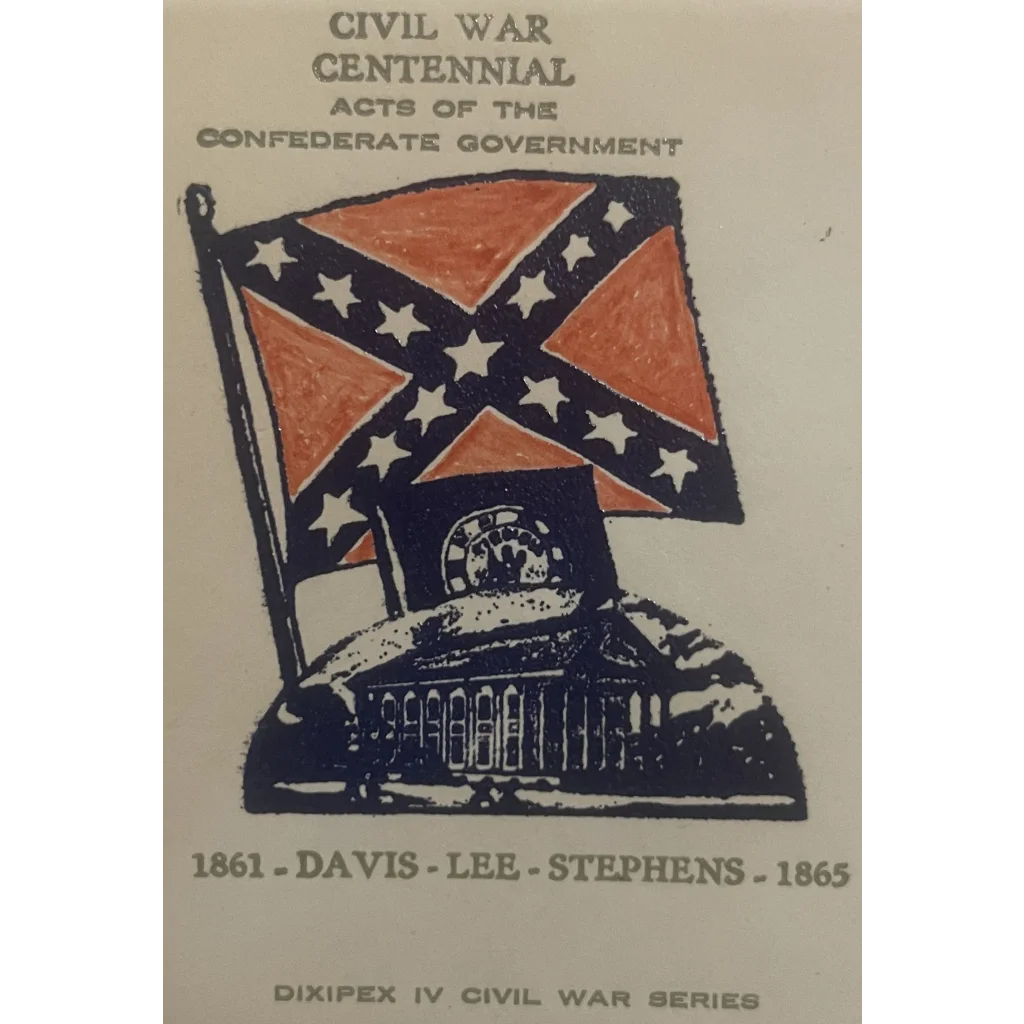 CIVIL WAR
CENTENNIAL
ACTS OF THE
CONFEDERATE GOVERNMENT
1861 - DAVIS - LEE - STEPHENS - 1865
DIXIPEX IV CIVIL WAR SERIES